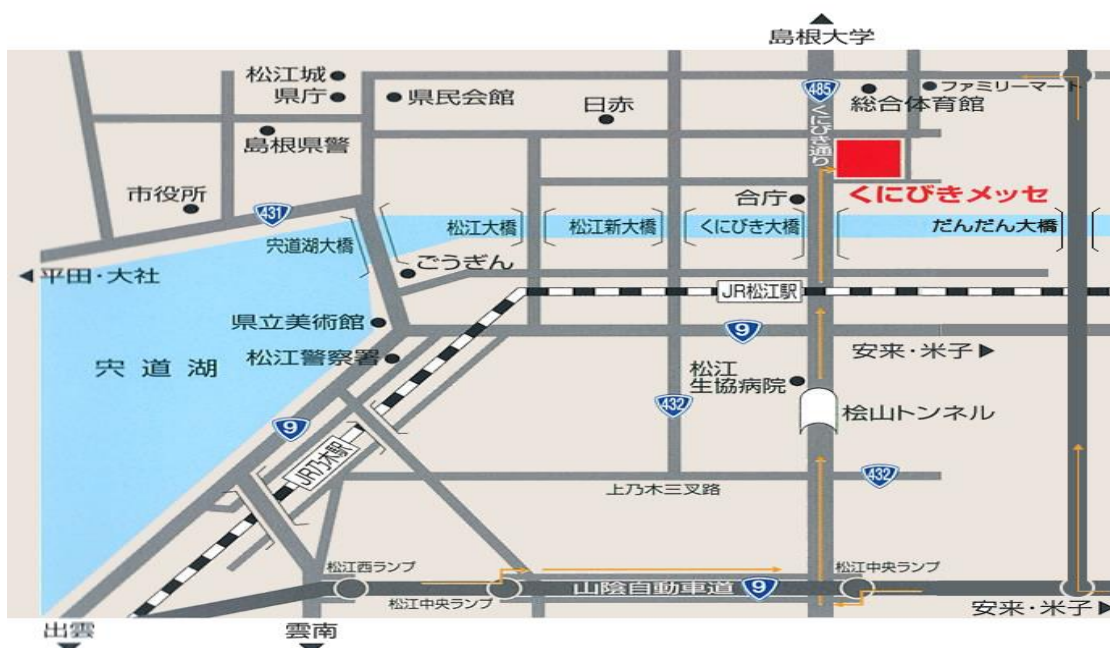 島根大学
松江城
県庁
県民会館
日赤
485
総合体育館
ファミリーマート
くにびき通り
島根県警
市役所
431
合庁
くにびきメッセ
宍道湖大橋
松江大橋
松江新大橋
くにびき大橋
だんだん大橋
平田・大社
ごうぎん
JR松江駅
県立美術館
9
松江警察署
安来・米子
宍道湖
松江
生協病院
432
桧山トンネル
9
JR乃木駅
432
上乃木三叉路
松江西ランプ
松江中央ランプ
山陰自動車道
9
松江中央ランプ
安来・米子
出雲
雲南